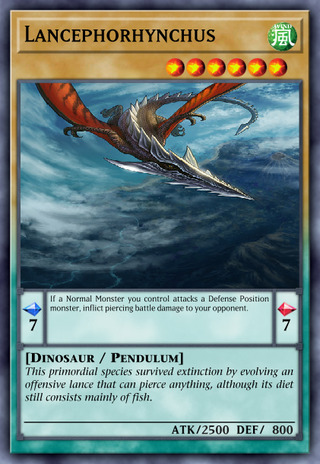 LANCEPHORHYNCHUS
WIND
風
If a Normal Monster you control attacks a Defense Position
monster, inflict piercing battle damage to your opponent.
7
7
[DINOSAUR / PENDULUM]
This primordial species survived extinction by evolving an
offensive lance that can pierce anything, although its diet
still consists mainly of fish.
ATK/2500 DEF/ 800